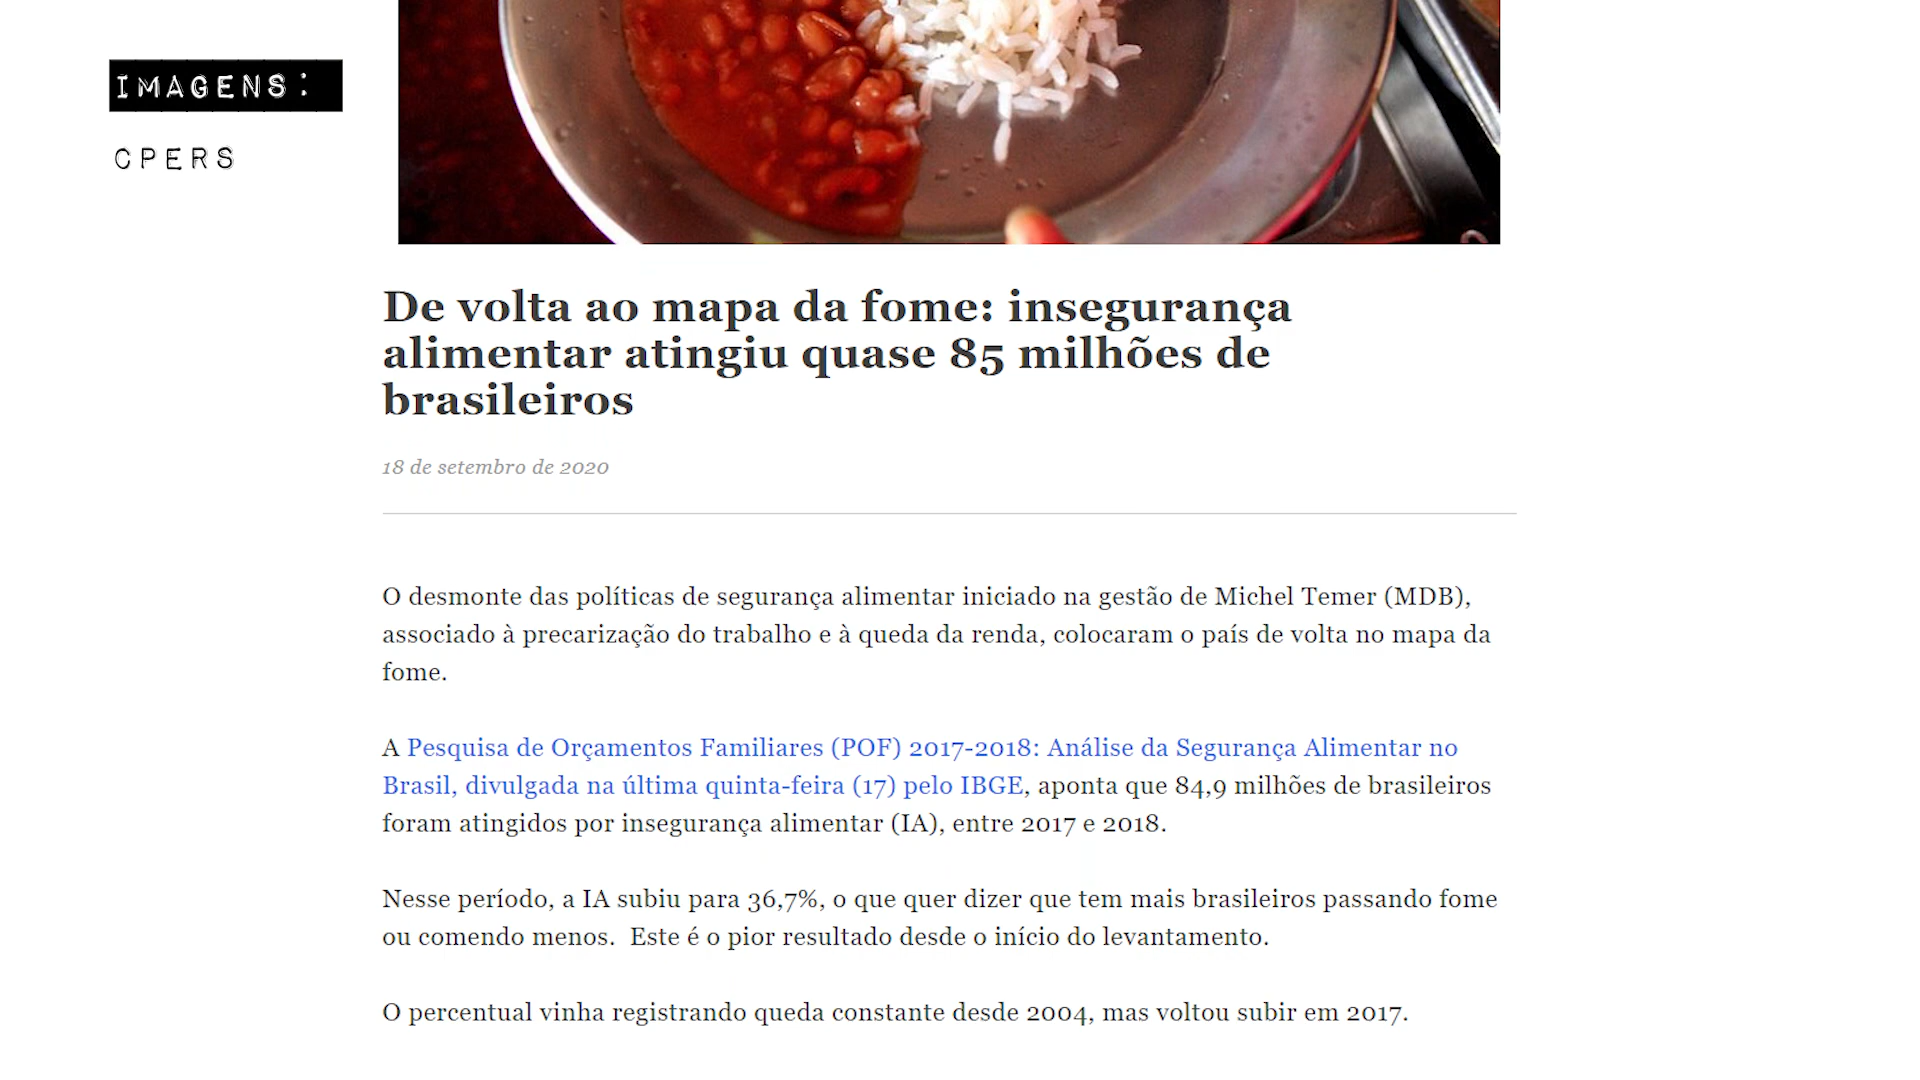 IMAGENS:
CPERS
De volta ao mapa da fome: insegurança
alimentar atingiu quase 85 milhões de
brasileiros
18 de setembro de 2020
O desmonte das políticas de segurança alimentar iniciado na gestão de Michel Temer (MDB),
associado à precarização do trabalho e à queda da renda, colocaram o país de volta no mapa da
fome.
A Pesquisa de Orçamentos Familiares (POF) 2017-2018: Análise da Segurança Alimentar no
Brasil, divulgada na última quinta-feira (17) pelo IBGE, aponta que 84,9 milhões de brasileiros
foram atingidos por insegurança alimentar (IA), entre 2017 e 2018.
Nesse período, a IA subiu para 36,7%, o que quer dizer que tem mais brasileiros passando fome
ou comendo menos.  Este é o pior resultado desde o início do levantamento.
O percentual vinha registrando queda constante desde 2004, mas voltou subir em 2017.